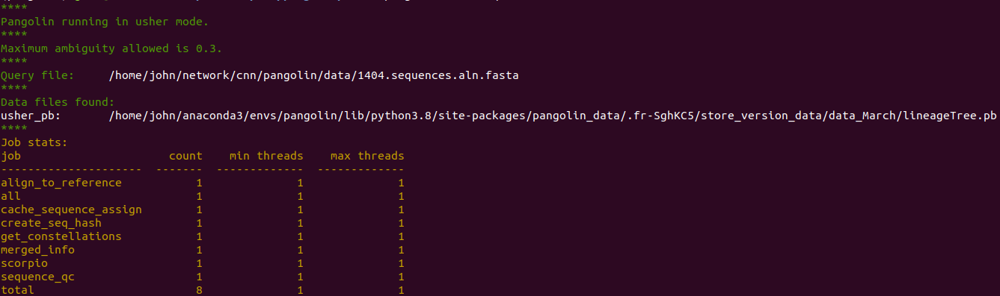 ****
Pangolin running in usher mode.
****
Maximum ambiguity allowed is 0.3.
****
Query file:     /home/john/network/cnn/pangolin/data/1404.sequences.aln.fasta
****
Data files found:
usher_pb:       /home/john/anaconda3/envs/pangolin/lib/python3.8/site-packages/pangolin_data/.fr-SghKC5/store_version_data/data_March/lineageTree.pb
****
Job stats:
job                      count    min threads    max threads
---------------------  -------  -------------  -------------
align_to_reference           1              1              1
all                          1              1              1
cache_sequence_assign        1              1              1
create_seq_hash              1              1              1
get_constellations           1              1              1
merged_info                  1              1              1
scorpio                      1              1              1
sequence_qc                  1              1              1
total                        8              1              1